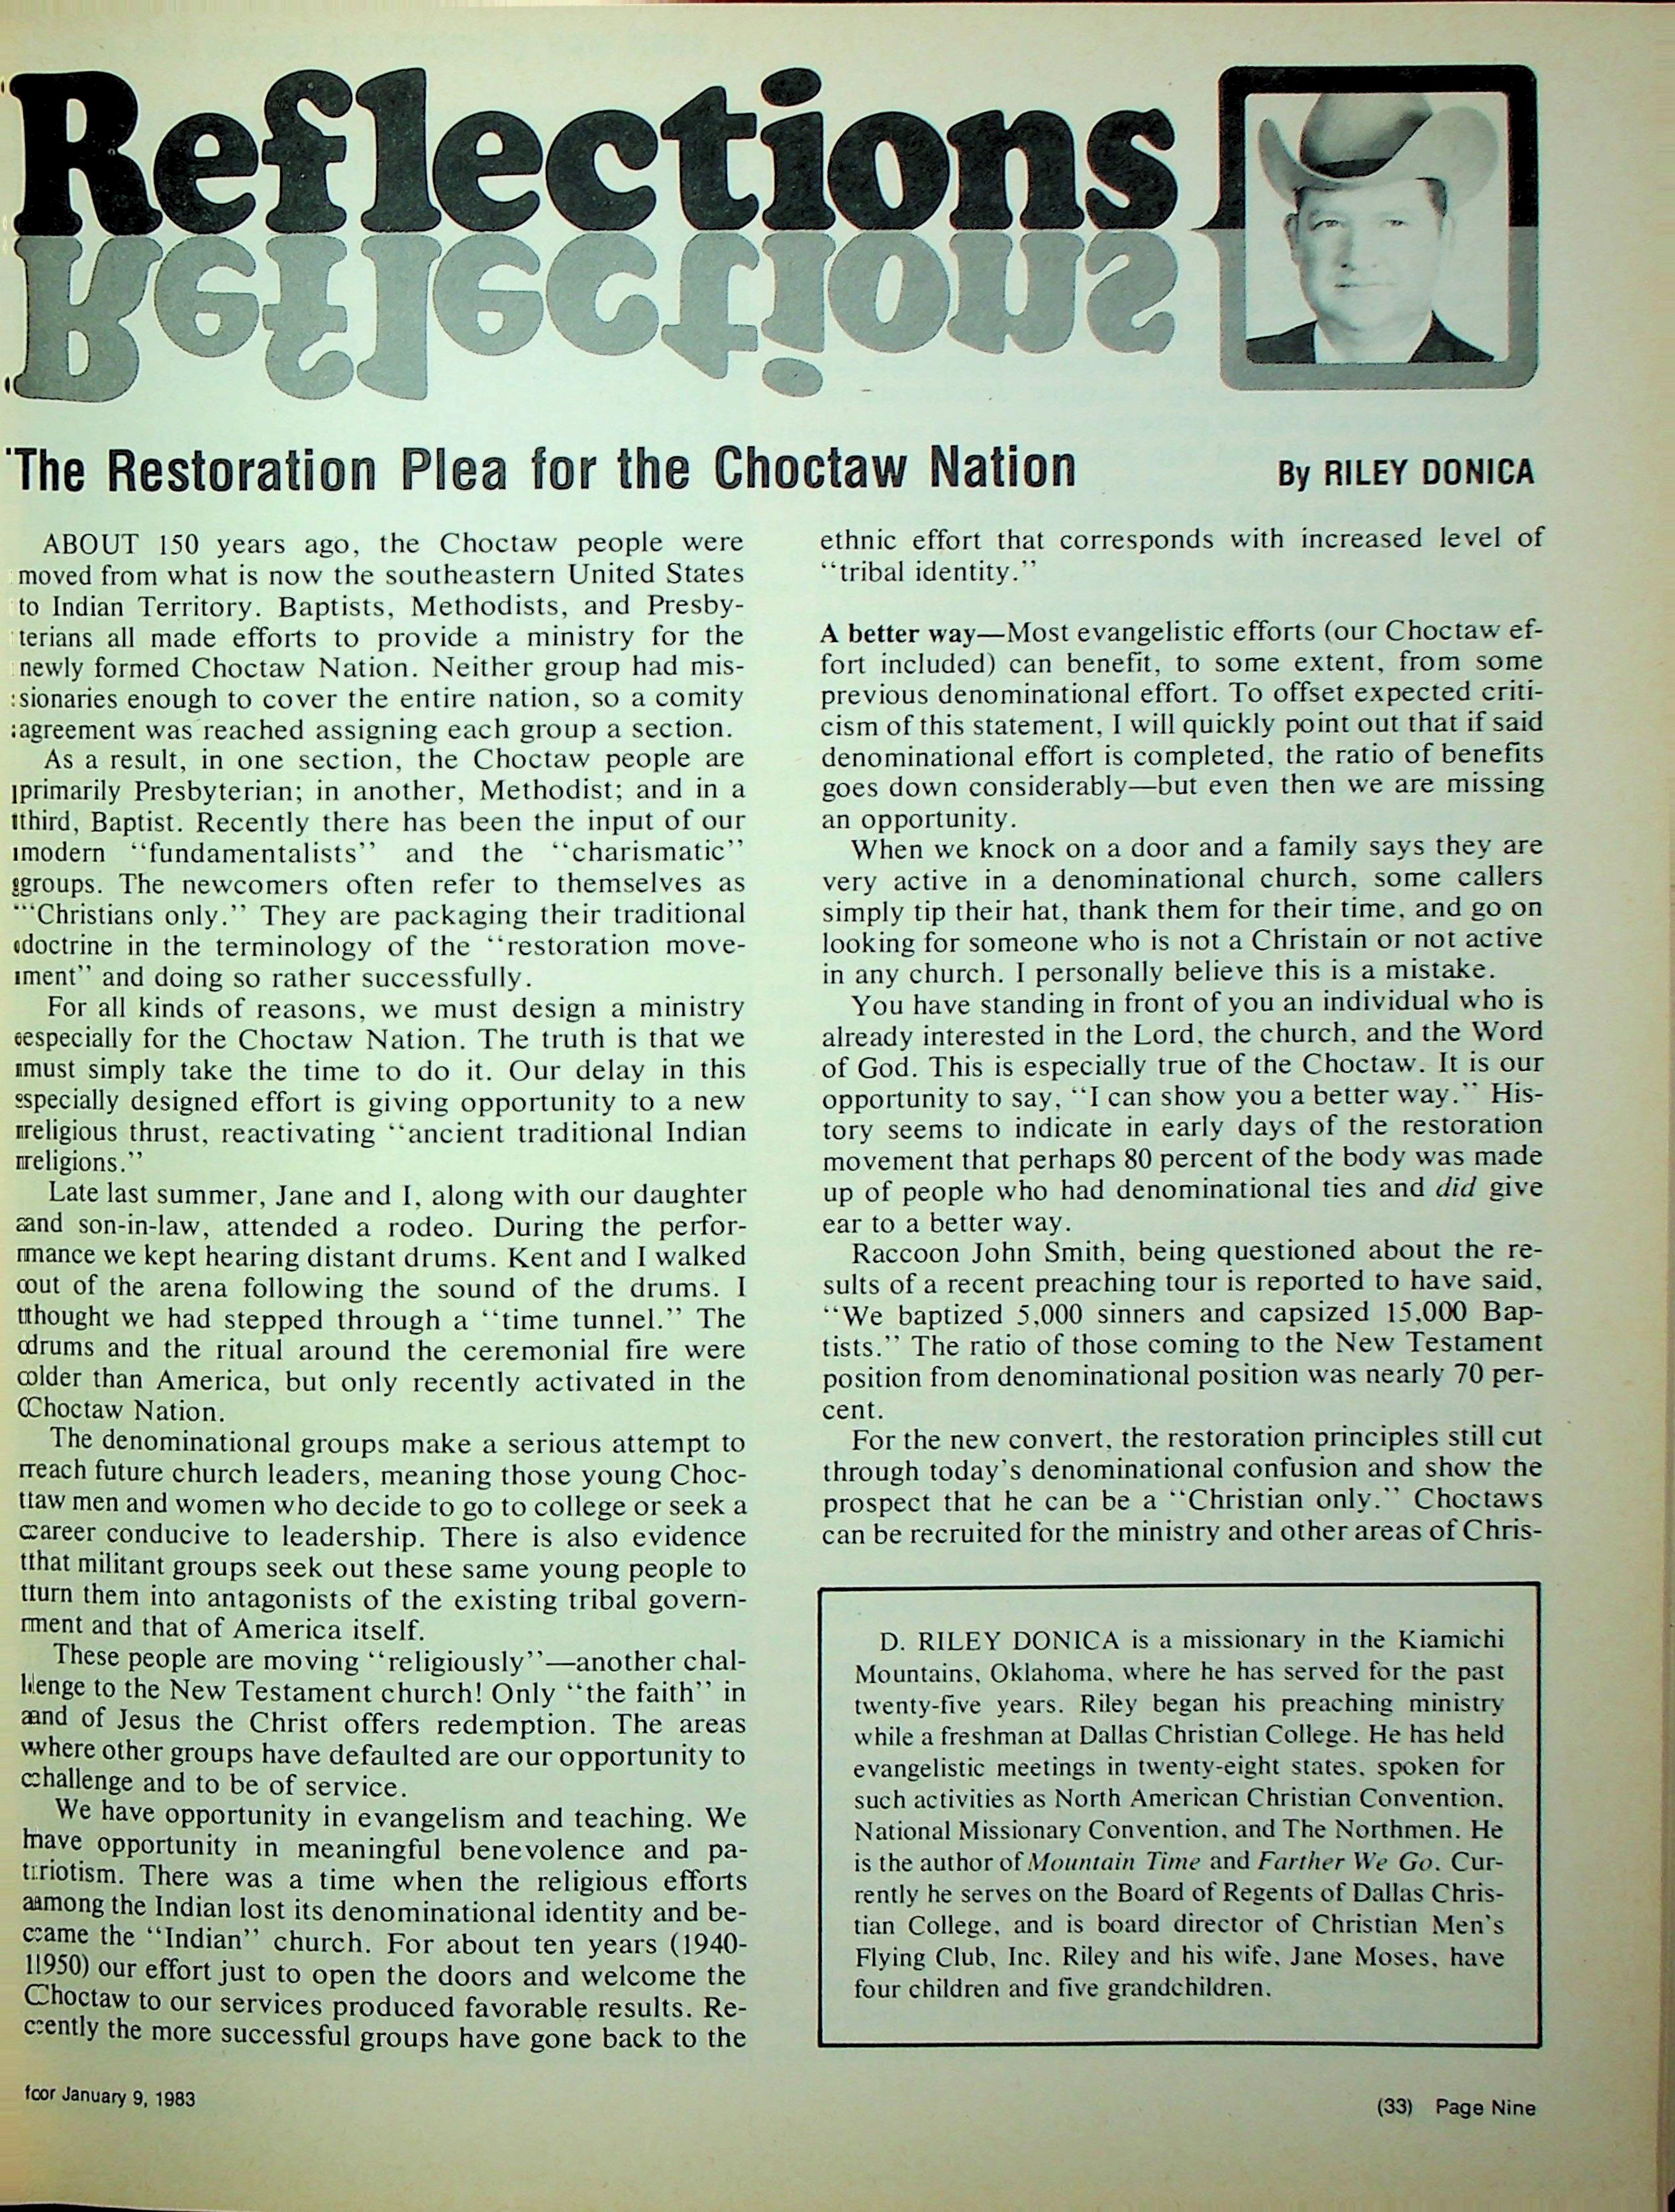 Reflections
The Restoration Plea for the Choctaw Nation
By RILEY DONICA
ABOUT 150 years ago, the Choctaw people were
moved from what is now the southeastern United States
to Indian Territory. Baptists, Methodists, and Presby-
terians all made efforts to provide a ministry for the
newly formed Choctaw Nation. Neither group had mis-
sionaries enough to cover the entire nation, so a comity
agreement was reached assigning each group a section.
As a result, in one section, the Choctaw people are
primarily Presbyterian; in another, Methodist; and in a
third, Baptist. Recently there has been the input of our
modern “fundamentalists” and the “charismatic”
groups. The newcomers often refer to themselves as
“Christians only.” They are packaging their traditional
doctrine in the terminology of the “restoration move-
ment” and doing so rather successfully.
For all kinds of reasons, we must design a ministry
especially for the Choctaw Nation. The truth is that we
must simply take the time to do it. Our delay in this
especially designed effort is giving opportunity to a new
religious thrust, reactivating “ancient traditional Indian
religions.”
Late last summer, Jane and I, along with our daughter
and son-in-law, attended a rodeo. During the perfor-
mance we kept hearing distant drums. Kent and I walked
out of the arena following the sound of the drums. I
thought we had stepped through a “time tunnel.” The
drums and the ritual around the ceremonial fire were
older than America, but only recently activated in the
Choctaw Nation.
The denominational groups make a serious attempt to
reach future church leaders, meaning those young Choc-
taw men and women who decide to go to college or seek a
career conducive to leadership. There is also evidence
that militant groups seek out these same young people to
turn them into antagonists of the existing tribal govern-
ment and that of America itself.
These people are moving “religiously”—another chal-
lenge to the New Testament church! Only “the faith” in
and of Jesus the Christ offers redemption. The areas
where other groups have defaulted are our opportunity to
challenge and to be of service.
We have opportunity in evangelism and teaching. We
have opportunity in meaningful benevolence and pa-
triotism. There was a time when the religious efforts
among the Indian lost its denominational identity and be-
came the “Indian” church. For about ten years (1940-
1950) our effort just to open the doors and welcome the
Choctaw to our services produced favorable results. Re-
cently the more successful groups have gone back to the
ethnic effort that corresponds with increased level of
“tribal identity.”
A better way—Most evangelistic efforts (our Choctaw ef-
fort included) can benefit, to some extent, from some
previous denominational effort. To offset expected criti-
cism of this statement, I will quickly point out that if said
denominational effort is completed, the ratio of benefits
goes down considerably—but even then we are missing
an opportunity.
When we knock on a door and a family says they are
very active in a denominational church, some callers
simply tip their hat, thank them for their time, and go on
looking for someone who is not a Christain or not active
in any church. I personally believe this is a mistake.
You have standing in front of you an individual who is
already interested in the Lord, the church, and the Word
of God. This is especially true of the Choctaw. It is our
opportunity to say, “I can show you a better way.” His-
tory seems to indicate in early days of the restoration
movement that perhaps 80 percent of the body was made
up of people who had denominational ties and did give
ear to a better way.
Raccoon John Smith, being questioned about the re-
sults of a recent preaching tour is reported to have said,
“We baptized 5,000 sinners and capsized 15,000 Bap-
tists.” The ratio of those coming to the New Testament
position from denominational position was nearly 70 per-
cent.
For the new convert, the restoration principles still cut
through today’s denominational confusion and show the
prospect that he can be a “Christian only.” Choctaws
can be recruited for the ministry and other areas of Chris-
D. RILEY DONICA is a missionary in the Kiamichi
Mountains, Oklahoma, where he has served for the past
twenty-five years. Riley began his preaching ministry
while a freshman at Dallas Christian College. He has held
evangelistic meetings in twenty-eight states, spoken for
such activities as North American Christian Convention,
National Missionary Convention, and The Northmen. He
is the author of Mountain Time and Farther We Go. Cur-
rently he serves on the Board of Regents of Dallas Chris-
tian College, and is board director of Christian Men’s
Flying Club, Inc. Riley and his wife, Jane Moses, have
four children and five grandchildren.
for January 9, 1983
(33) Page Nine